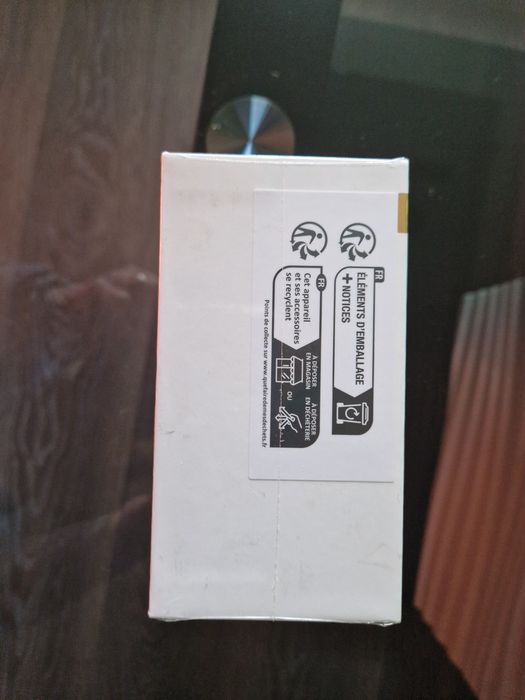 FR
ÉLÉMENTS D'EMBALLAGE
+ NOTICES
FR
Cet appareil
et ses accessoires
se recyclent
À DÉPOSER
EN MAGASIN
OU
À DÉPOSER
EN DÉCHÈTERIE
Points de collecte sur www.quefairedemesdechets.fr